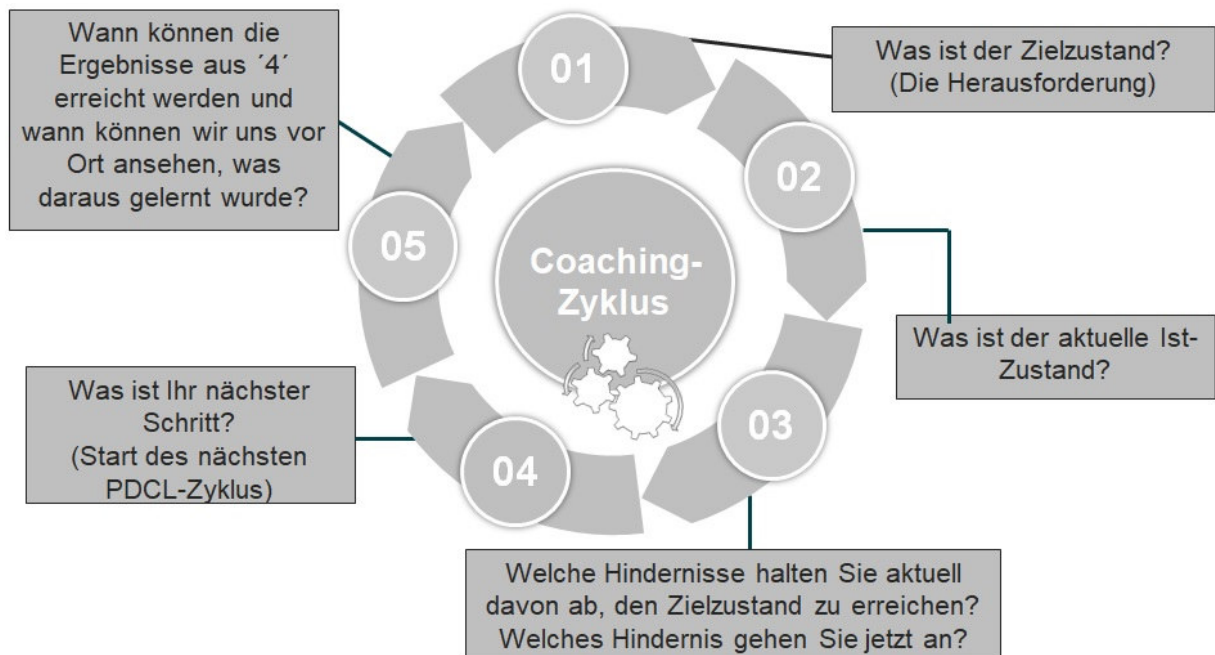 01
Was ist der Zielzustand?
(Die Herausforderung)
02
Was ist der aktuelle Ist-
Zustand?
03
Welche Hindernisse halten Sie aktuell
davon ab, den Zielzustand zu erreichen?
Welches Hindernis gehen Sie jetzt an?
04
Was ist Ihr nächster
Schritt?
(Start des nächsten
PDCL-Zyklus)
05
Wann können die
Ergebnisse aus ´4´
erreicht werden und
wann können wir uns vor
Ort ansehen, was
daraus gelernt wurde?
Coaching-
Zyklus